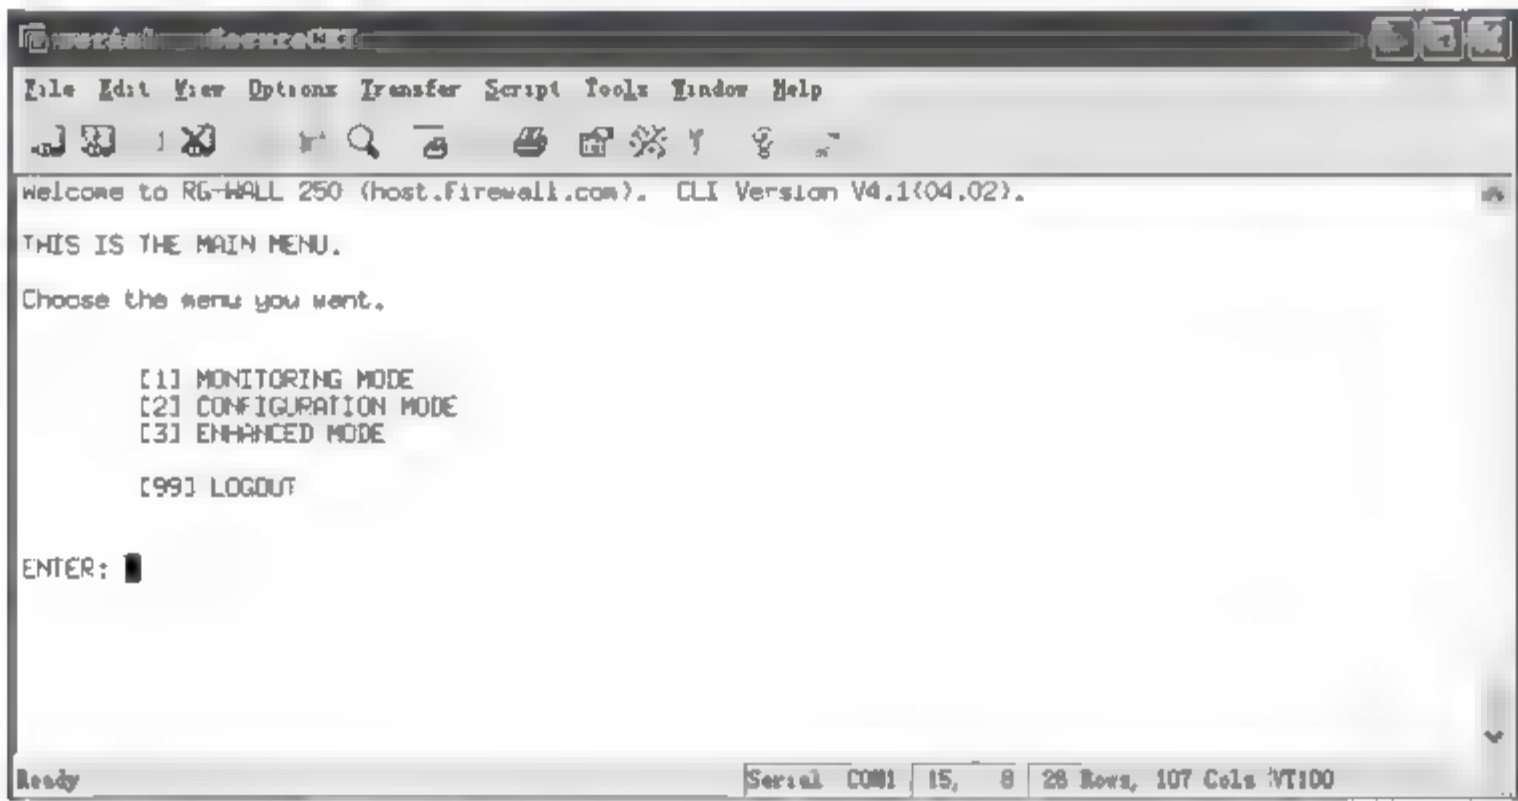 File Edit View Options Transfer Script Tools Window Help
Welcome to RG-WALL 250 (host.firewall.com). CLI Version V4.1(04.02).
THIS IS THE MAIN MENU.
Choose the menu you want.
[1] MONITORING MODE
[2] CONFIGURATION MODE
[3] ENHANCED MODE
[99] LOGOUT
ENTER:
Ready Serial: COM1 15, 8 28 Rows, 107 Cols VT100